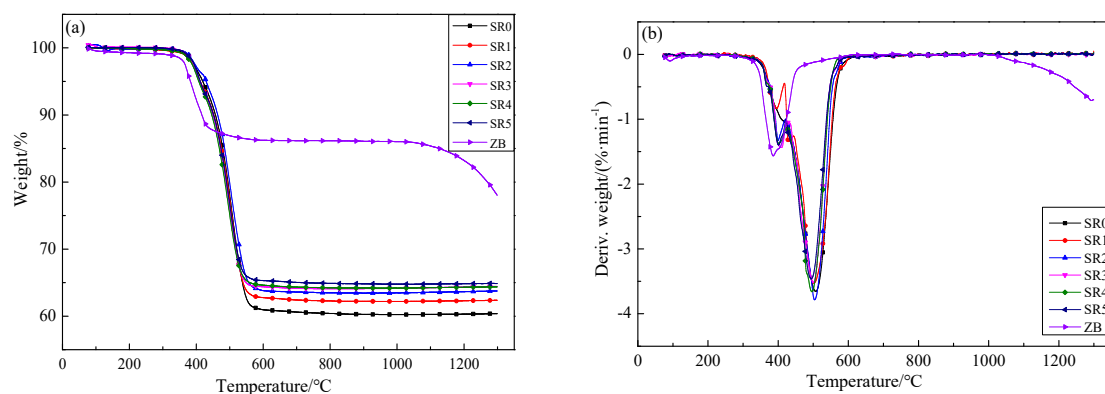 (a)
SR0
SR1
SR2
SR3
SR4
SR5
ZB
100
90
80
70
60
Weight/%
0 200 400 600 800 1000 1200
Temperature/℃
(b)
0
-1
-2
-3
-4
Deriv. weight/(%·min⁻¹)
SR0
SR1
SR2
SR3
SR4
SR5
ZB
0 200 400 600 800 1000 1200
Temperature/℃